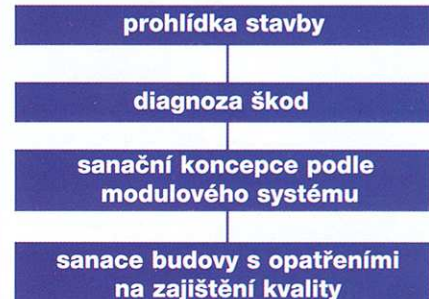 prohlídka stavby
diagnoza škod
sanační koncepce podle
modulového systému
sanace budovy s opatřeními
na zajištění kvality